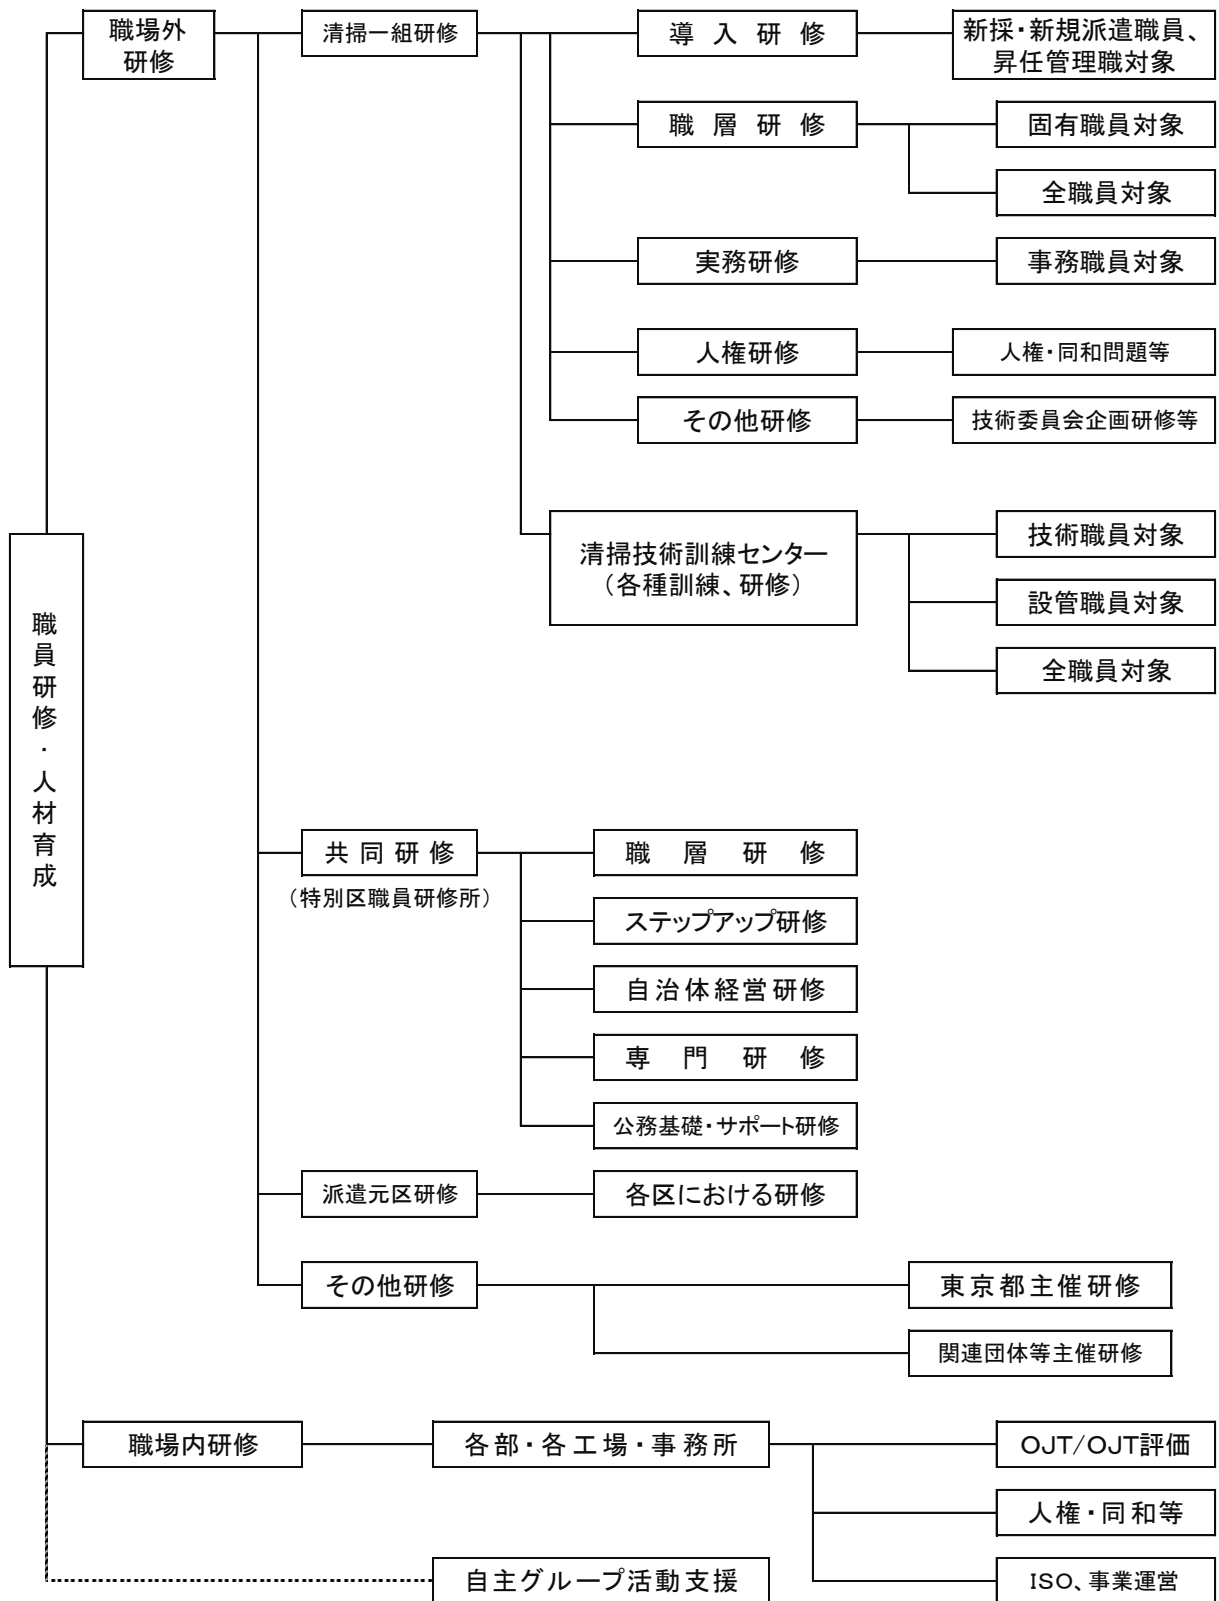 職場外
研修
清掃一組研修
導入研修
新採・新規派遣職員、
昇任管理職対象
職層研修
固有職員対象
全職員対象
実務研修
事務職員対象
人権研修
人権・同和問題等
その他研修
技術委員会企画研修等
清掃技術訓練センター
（各種訓練、研修）
技術職員対象
設管職員対象
全職員対象
職員研修・人材育成
共同研修
（特別区職員研修所）
職層研修
ステップアップ研修
自治体経営研修
専門研修
公務基礎・サポート研修
派遣元区研修
各区における研修
その他研修
東京都主催研修
関連団体等主催研修
職場内研修
各部・各工場・事務所
OJT/OJT評価
人権・同和等
自主グループ活動支援
ISO、事業運営